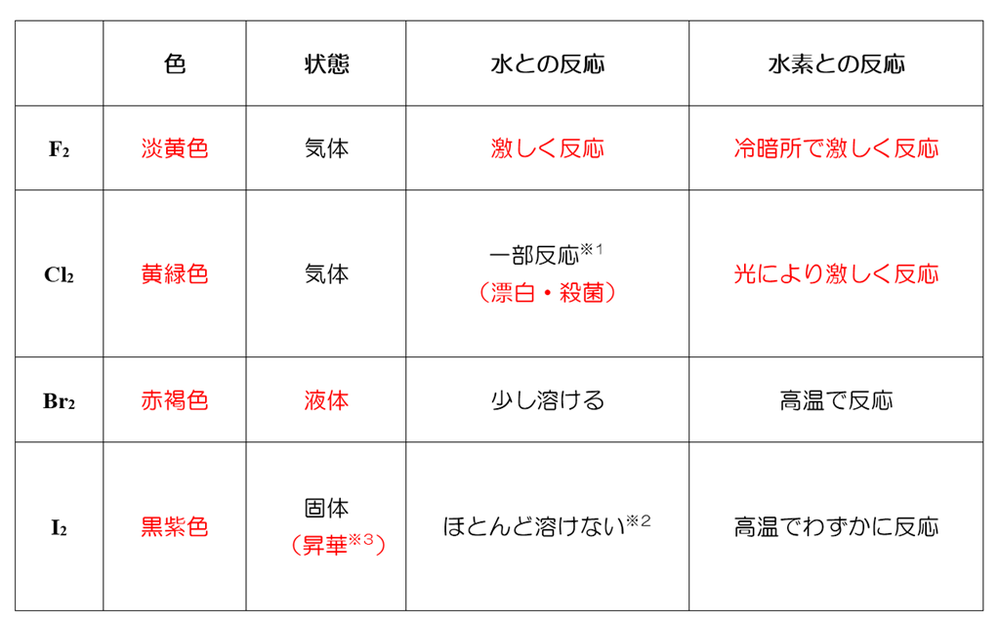 色 状態 水との反応 水素との反応
F₂ 淡黄色 気体 激しく反応 冷暗所で激しく反応
Cl₂ 黄緑色 気体 一部反応※1 光により激しく反応
（漂白・殺菌）
Br₂ 赤褐色 液体 少し溶ける 高温で反応
I₂ 黒紫色 固体 ほとんど溶けない※2 高温でわずかに反応
（昇華※3）